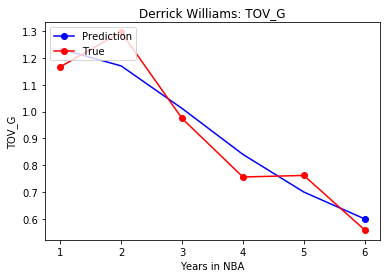 Derrick Williams: TOV_G
Prediction
True
1.3
1.2
1.1
1.0
0.9
0.8
0.7
0.6
TOV_G
1 2 3 4 5 6
Years in NBA